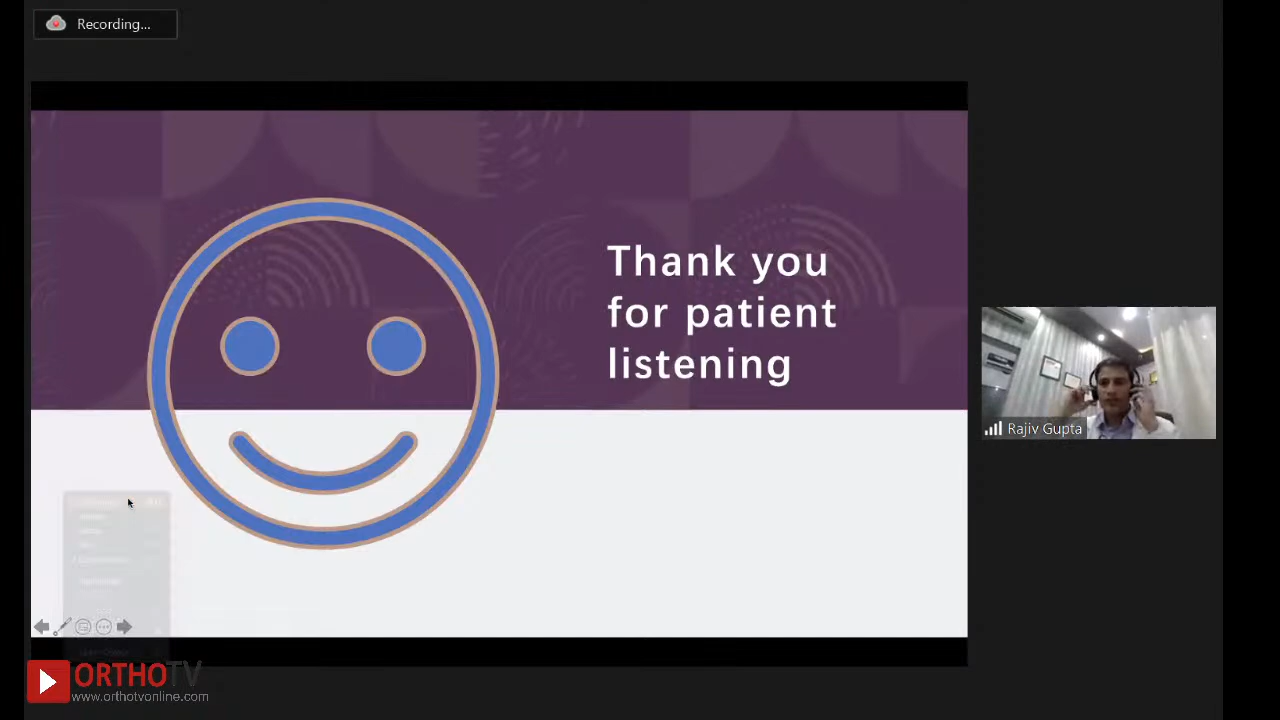 Recording...
Thank you
for patient
listening
Rajiv Gupta
ORTHOTV
www.orthotvonline.com